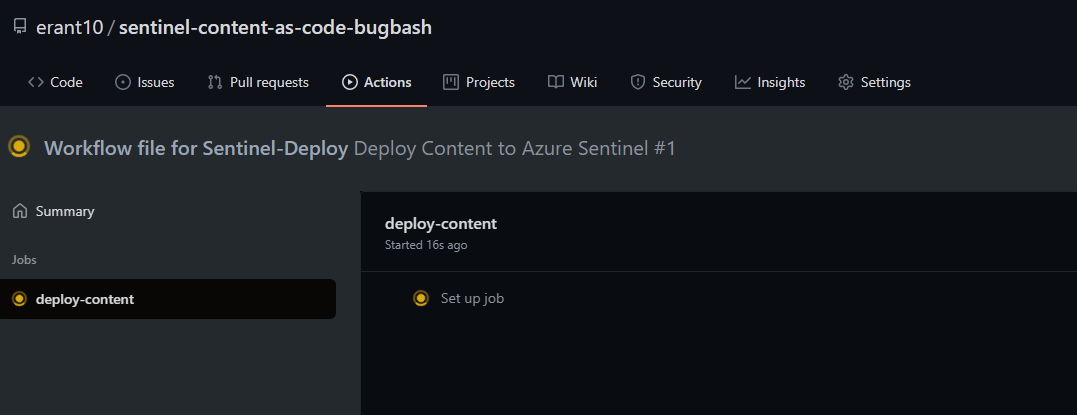 erant10 / sentinel-content-as-code-bugbash
Code Issues Pull requests Actions Projects Wiki Security Insights Settings
Workflow file for Sentinel-Deploy Deploy Content to Azure Sentinel #1
Summary
Jobs
deploy-content
deploy-content
Started 16s ago
Set up job